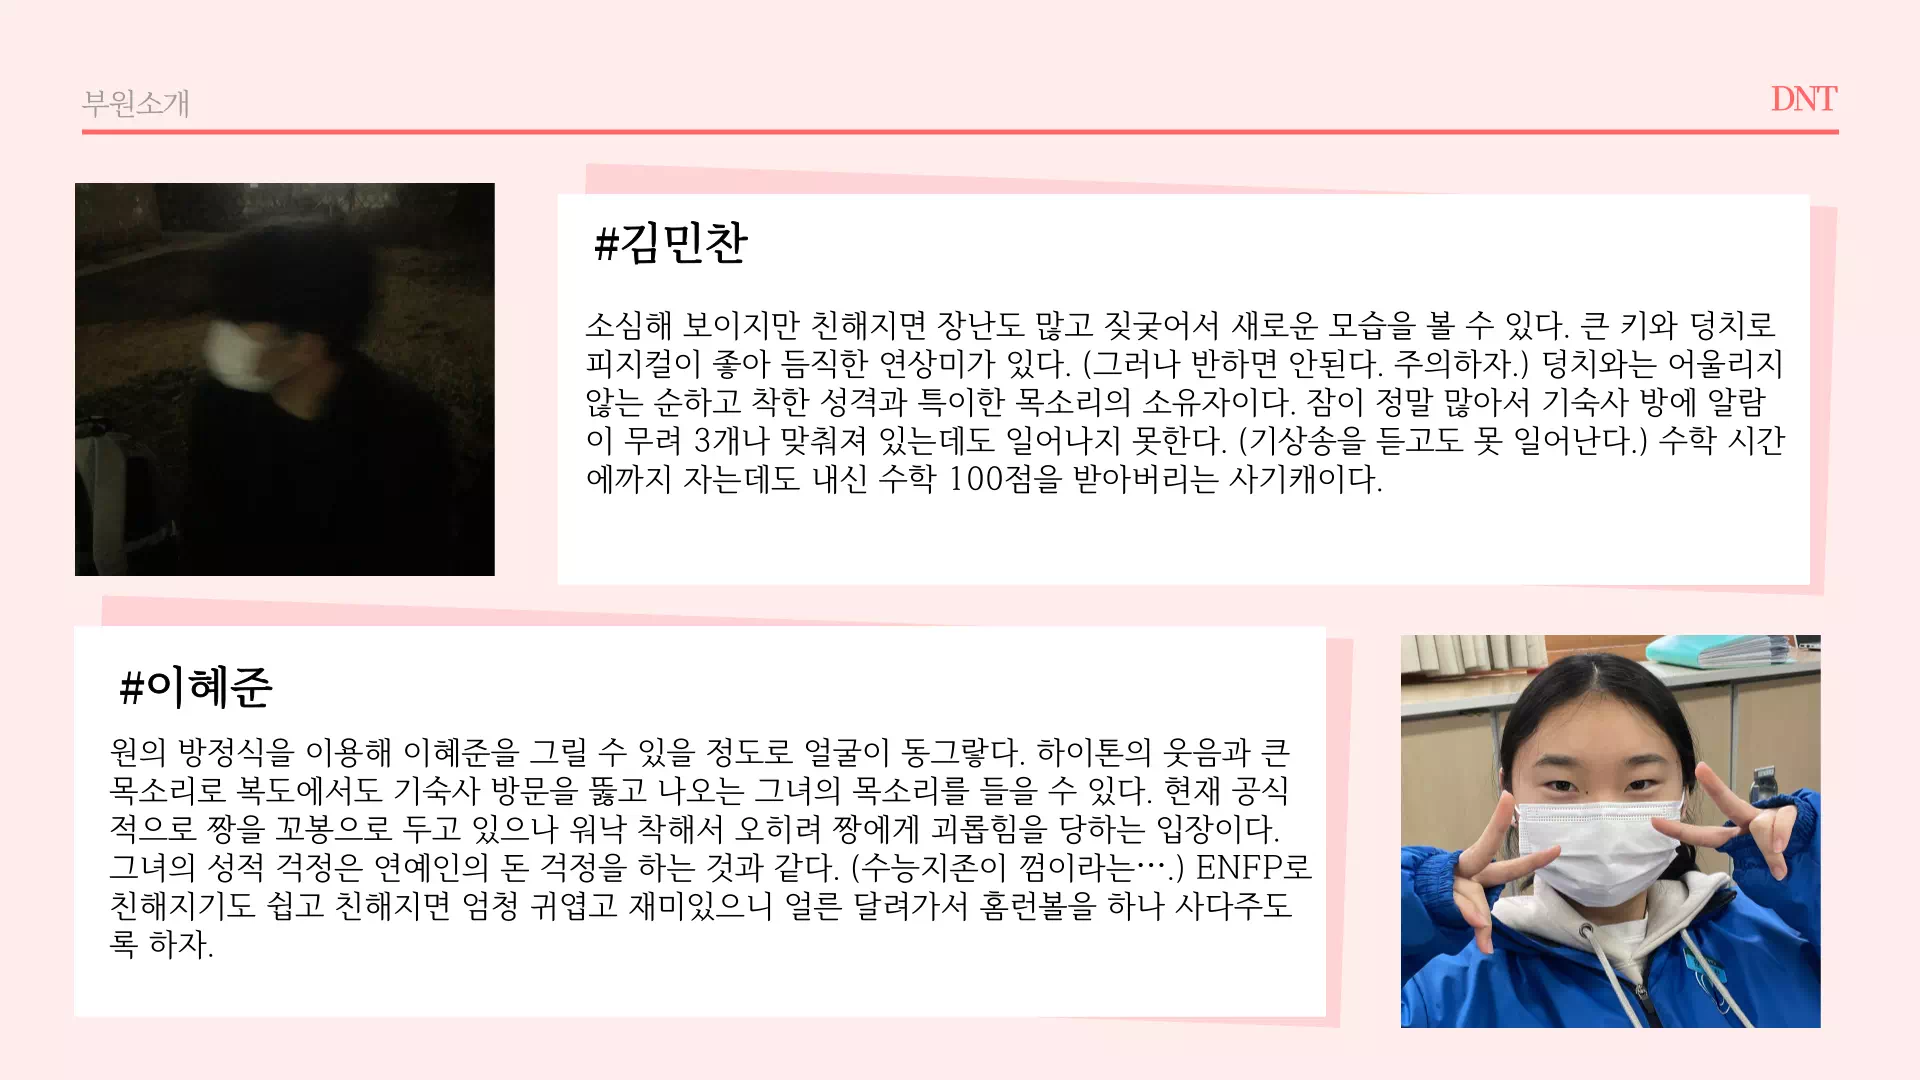 부원소개
DNT
#김민찬
소심해 보이지만 친해지면 장난도 많고 짖궂어서 새로운 모습을 볼 수 있다. 큰 키와 덩치로
피지컬이 좋아 듬직한 연상미가 있다. (그러나 반하면 안된다. 주의하자.) 덩치와는 어울리지
않는 순하고 착한 성격과 특이한 목소리의 소유자이다. 잠이 정말 많아서 기숙사 방에 알람
이 무려 3개나 맞춰져 있는데도 일어나지 못한다. (기상송을 듣고도 못 일어난다.) 수학 시간
에까지 자는데도 내신 수학 100점을 받아버리는 사기캐이다.
#이혜준
원의 방정식을 이용해 이혜준을 그릴 수 있을 정도로 얼굴이 동그랗다. 하이톤의 웃음과 큰
목소리로 복도에서도 기숙사 방문을 뚫고 나오는 그녀의 목소리를 들을 수 있다. 현재 공식
적으로 짱을 꼬봉으로 두고 있으나 워낙 착해서 오히려 짱에게 괴롭힘을 당하는 입장이다.
그녀의 성적 걱정은 연예인의 돈 걱정을 하는 것과 같다. (수능지존이 껌이라는….) ENFP로
친해지기도 쉽고 친해지면 엄청 귀엽고 재미있으니 얼른 달려가서 홈런볼을 하나 사다주도
록 하자.